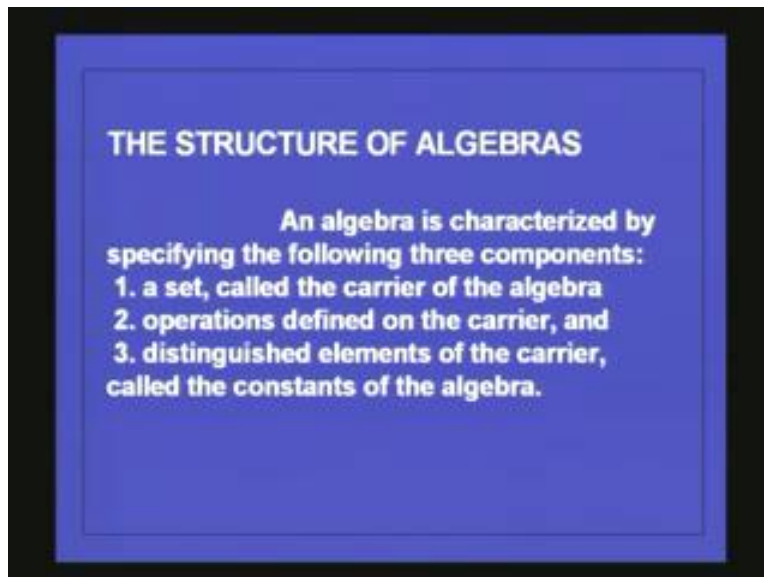 THE STRUCTURE OF ALGEBRAS
An algebra is characterized by
specifying the following three components:
1. a set, called the carrier of the algebra
2. operations defined on the carrier, and
3. distinguished elements of the carrier,
called the constants of the algebra.